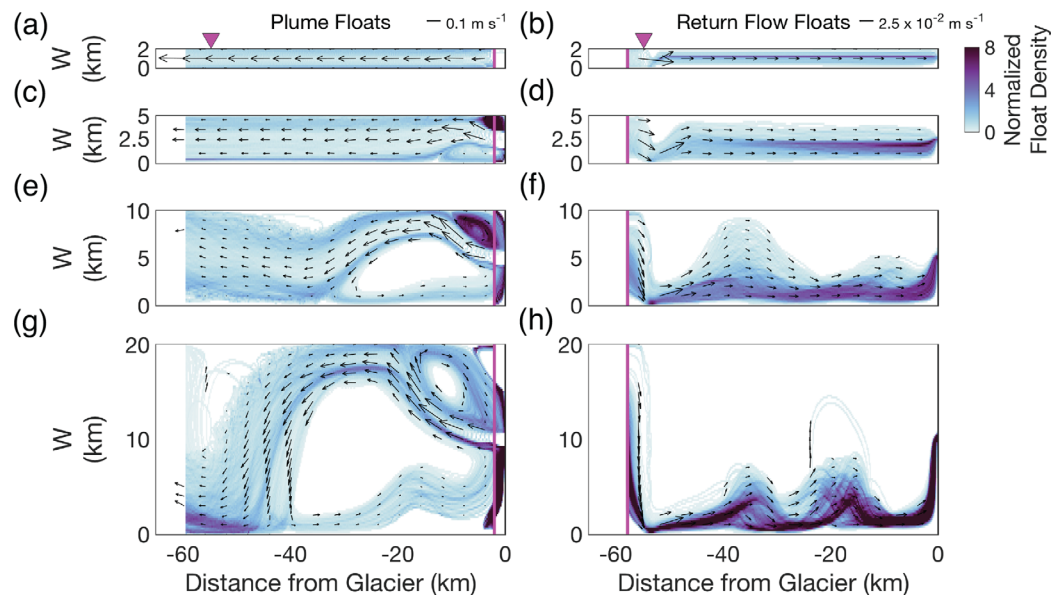 (a) Plume Floats 0.1 m s⁻¹ (b) Return Flow Floats 2.5 x 10⁻² m s⁻¹
W (km) 2 0
8 4 0 Normalized Float Density
(c) (d)
W (km) 5 2.5 0 5 2.5 0
(e) (f)
W (km) 10 5 0 10 5 0
(g) (h)
W (km) 20 10 0 20 10 0
-60 -40 -20 0 -60 -40 -20 0
Distance from Glacier (km) Distance from Glacier (km)